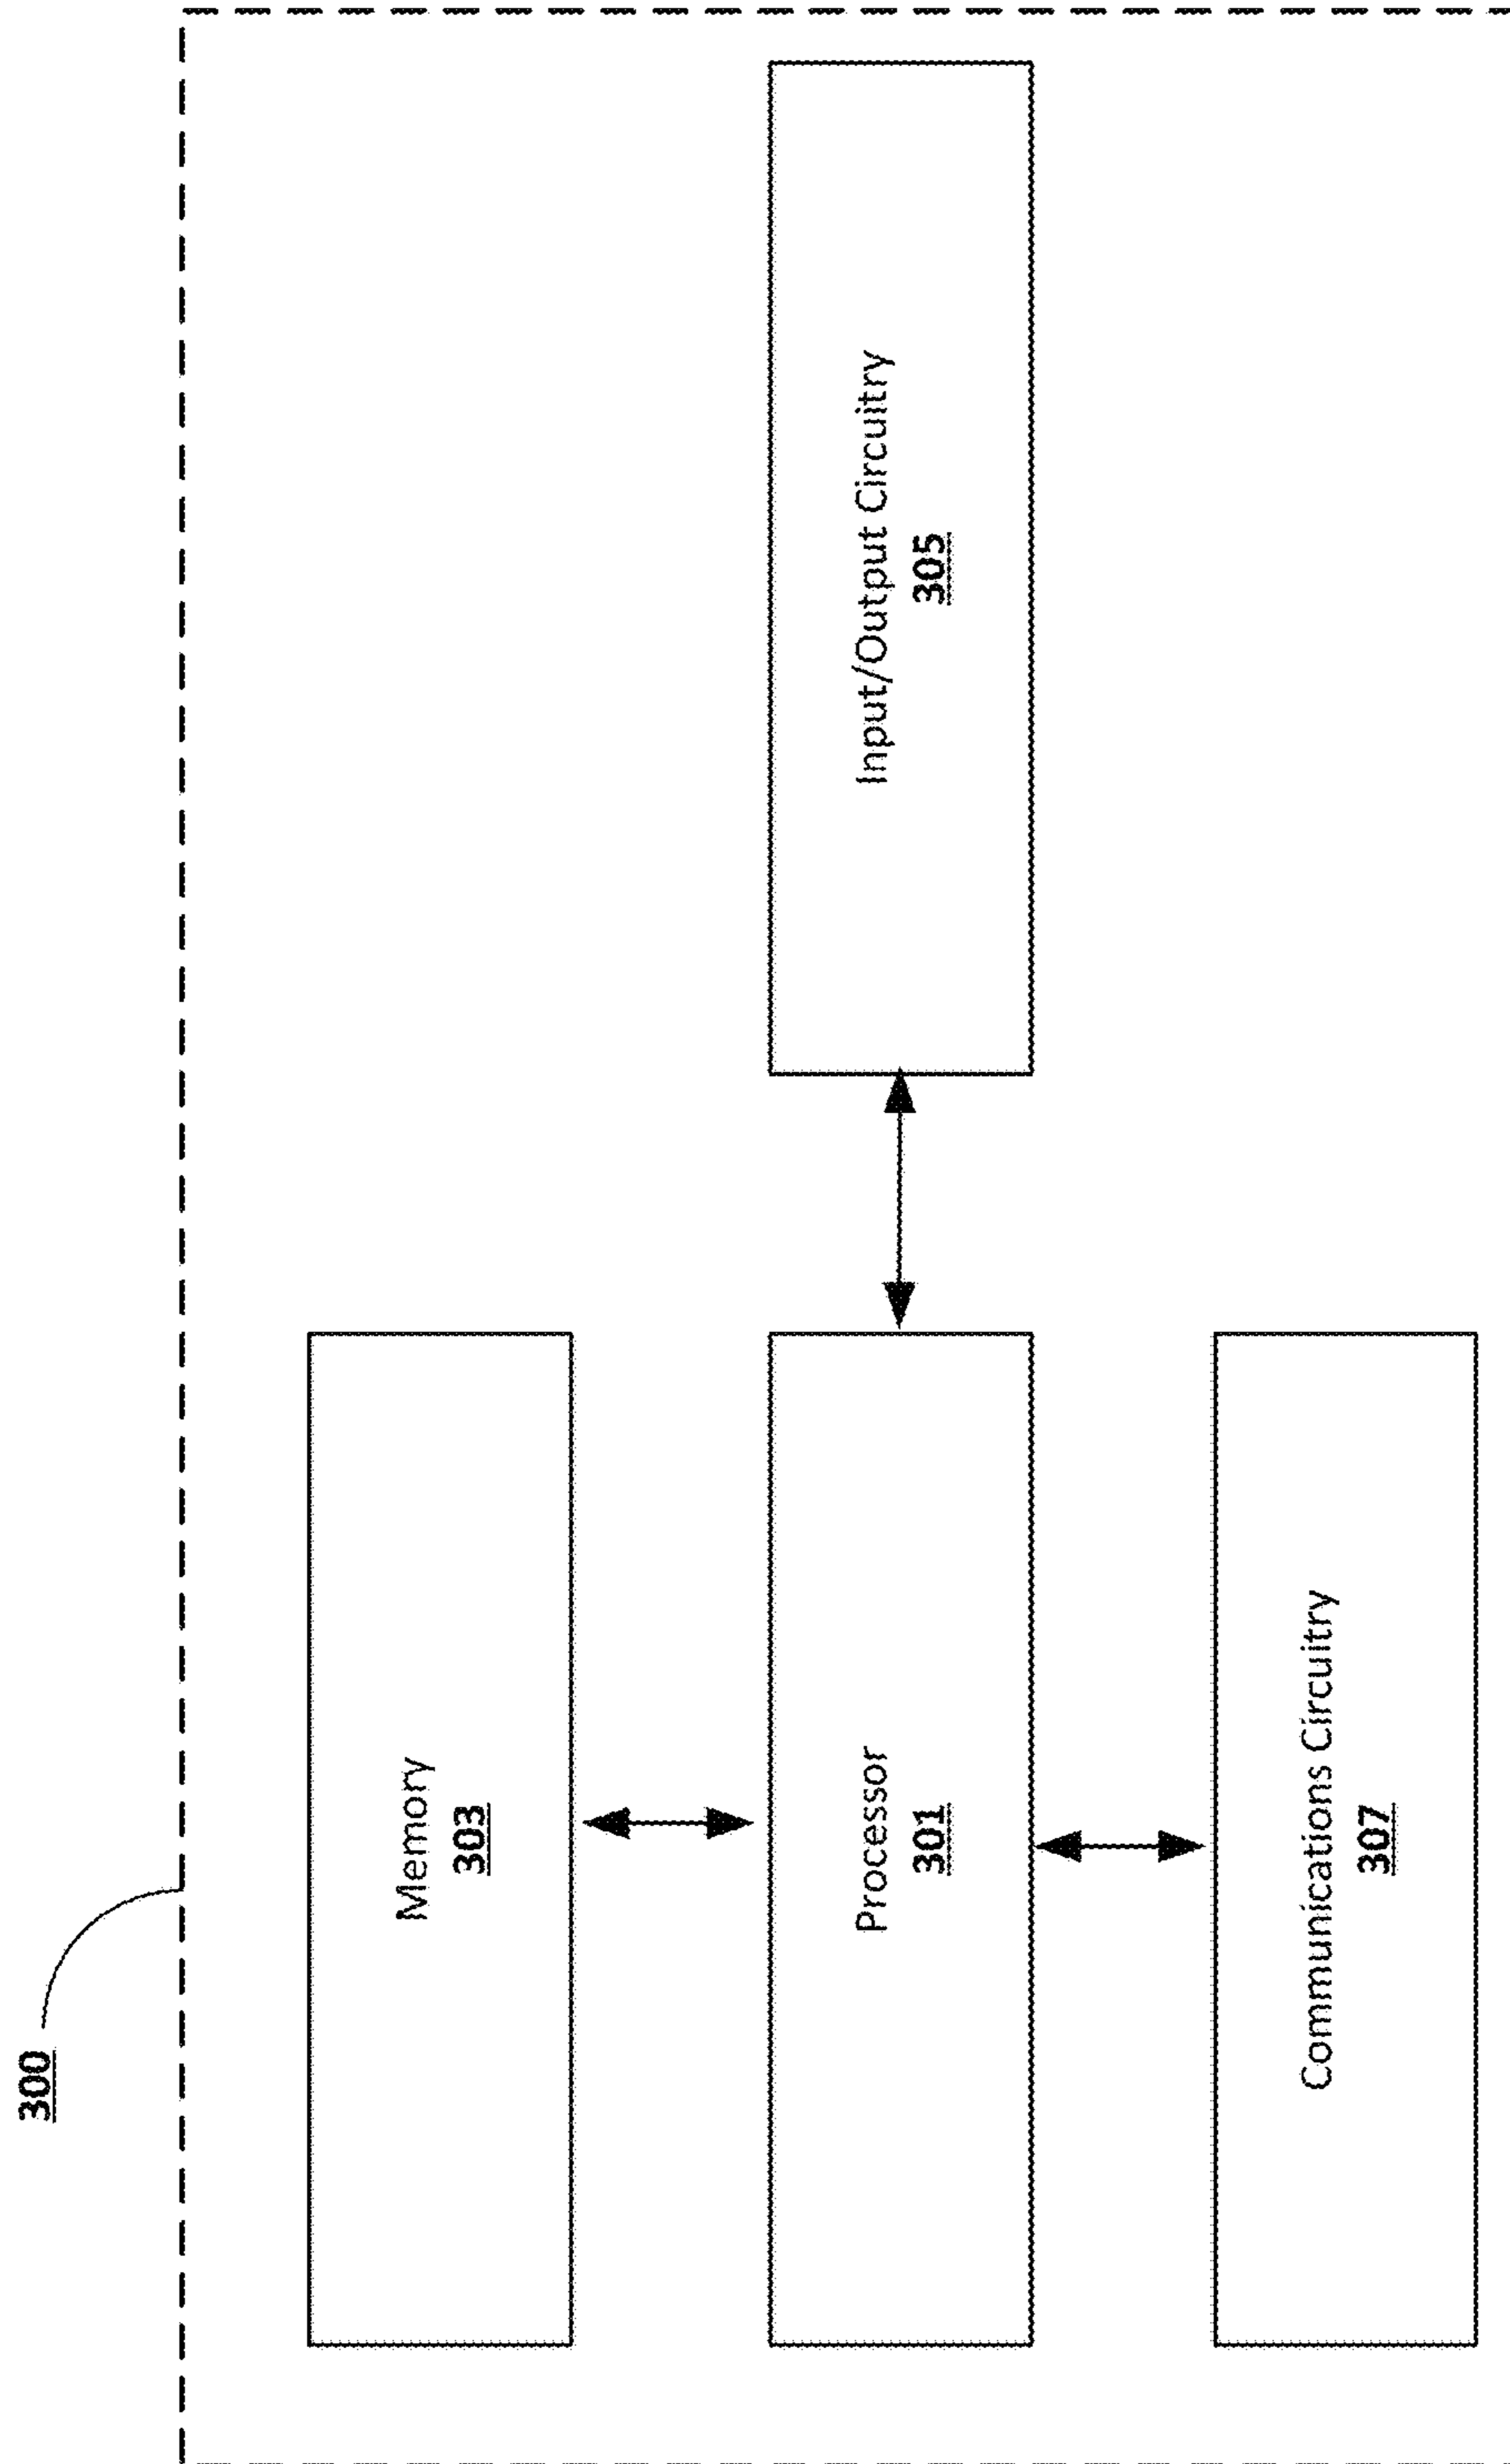 300
Memory
303
Processor
301
Input/Output Circuitry
305
Communications Circuitry
307